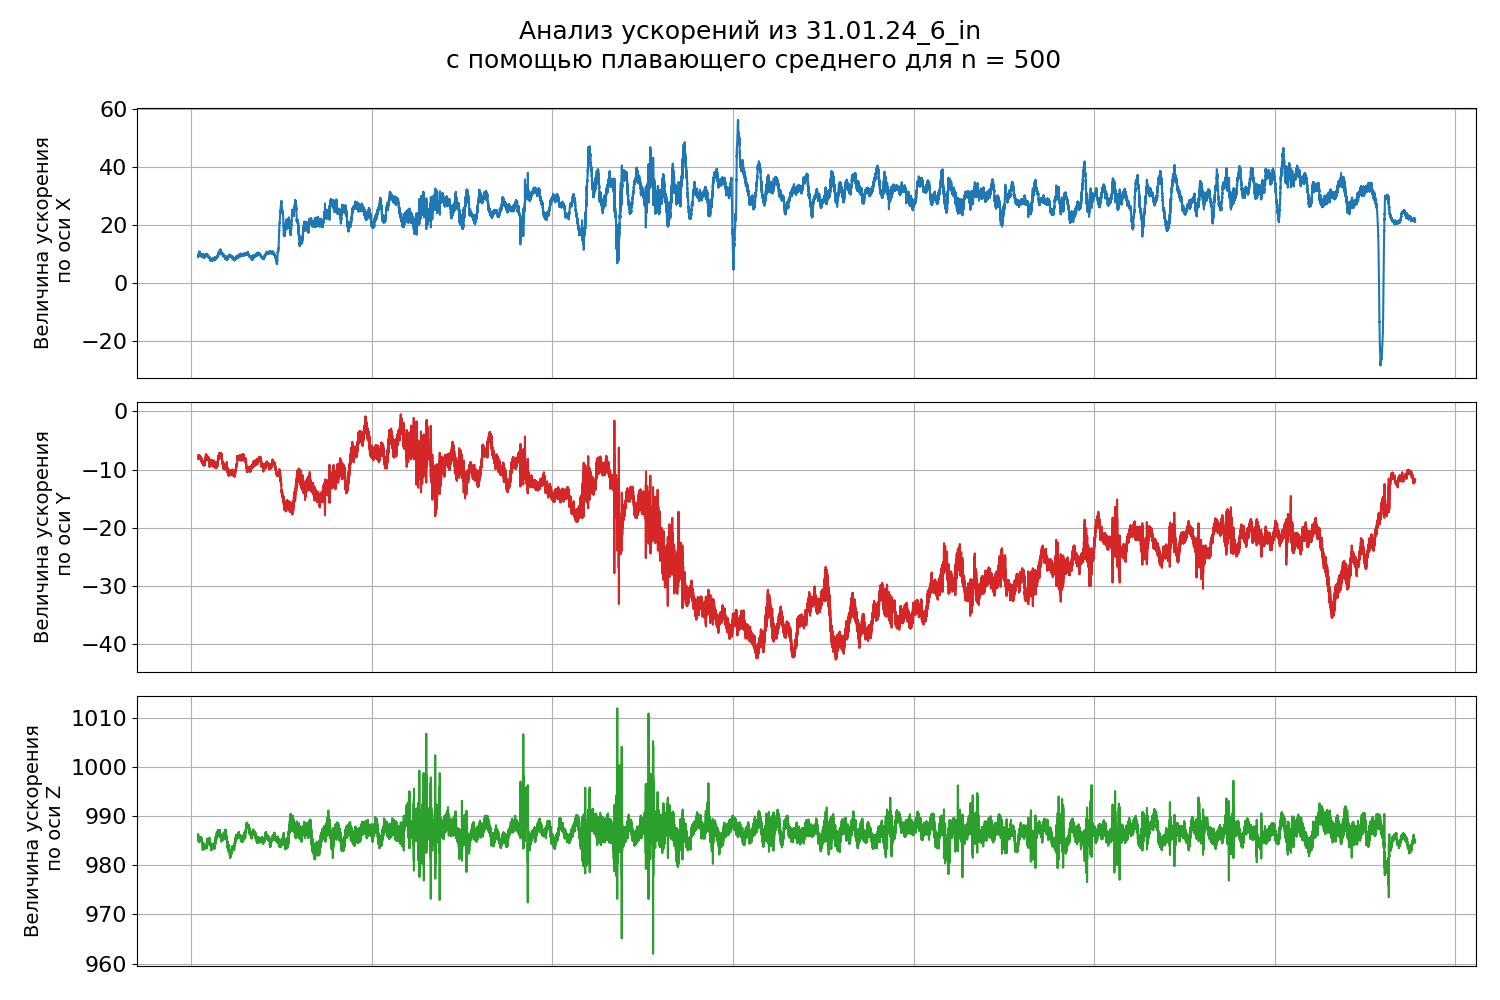 Анализ ускорений из 31.01.24_6_in
с помощью плавающего среднего для n = 500
Величина ускорения
по оси X
60
40
20
0
−20
Величина ускорения
по оси Y
0
−10
−20
−30
−40
Величина ускорения
по оси Z
1010
1000
990
980
970
960